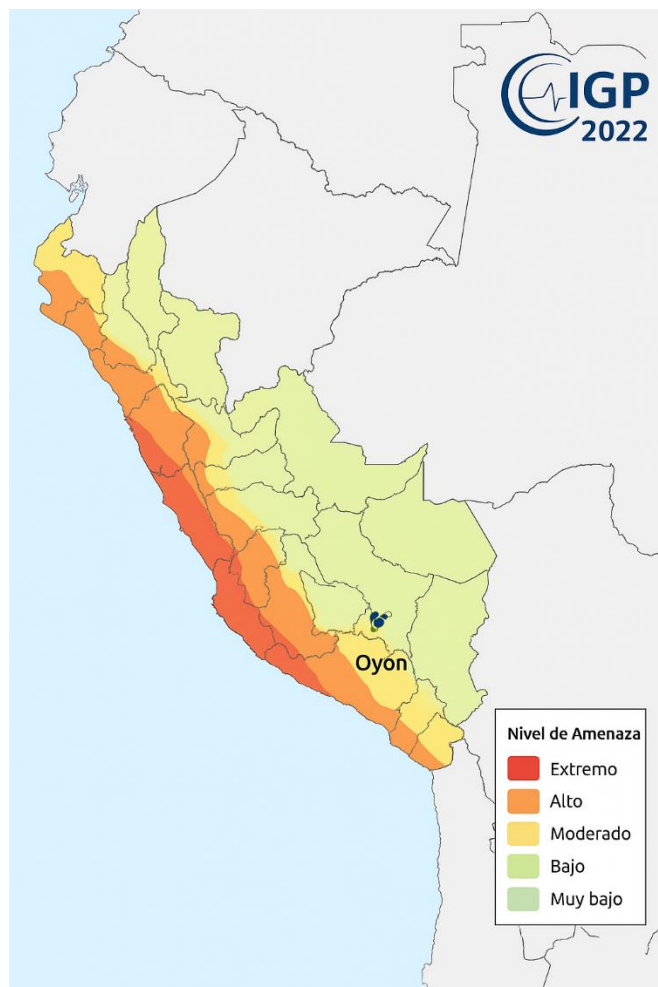 IGP
2022
Oyon
Nivel de Amenaza
Extremo
Alto
Moderado
Bajo
Muy bajo